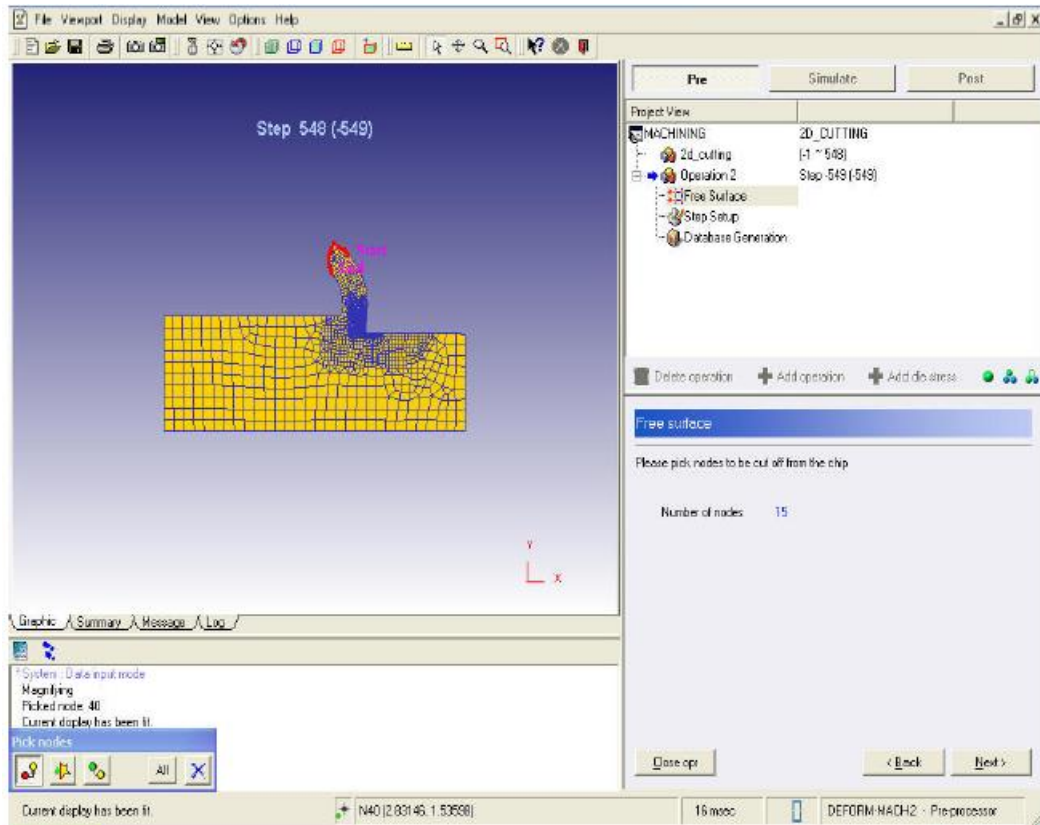 File Viewport Display Model View Options Help
Step 548 (-549)
Start
Pre Simulate Post
Project View
MACHINING 2D_CUTTING
2d_cutting (-1 ~ 548)
Operation 2 Step -549 (-549)
Free Surface
Step Setup
Database Generation
Delete operation Add operation Add die stress
Free surface
Please pick nodes to be cut off from the chip
Number of nodes 15
Y
X
Graphic Summary Message Log
* System : Data input mode
Magnifying
Picked node 40
Current display has been fit.
Pick nodes
All
Close opr < Back Next >
Current display has been fit. N40 (2.83146, 1.53598) 16 msec DEFORM-MACH2 - Pre-processor